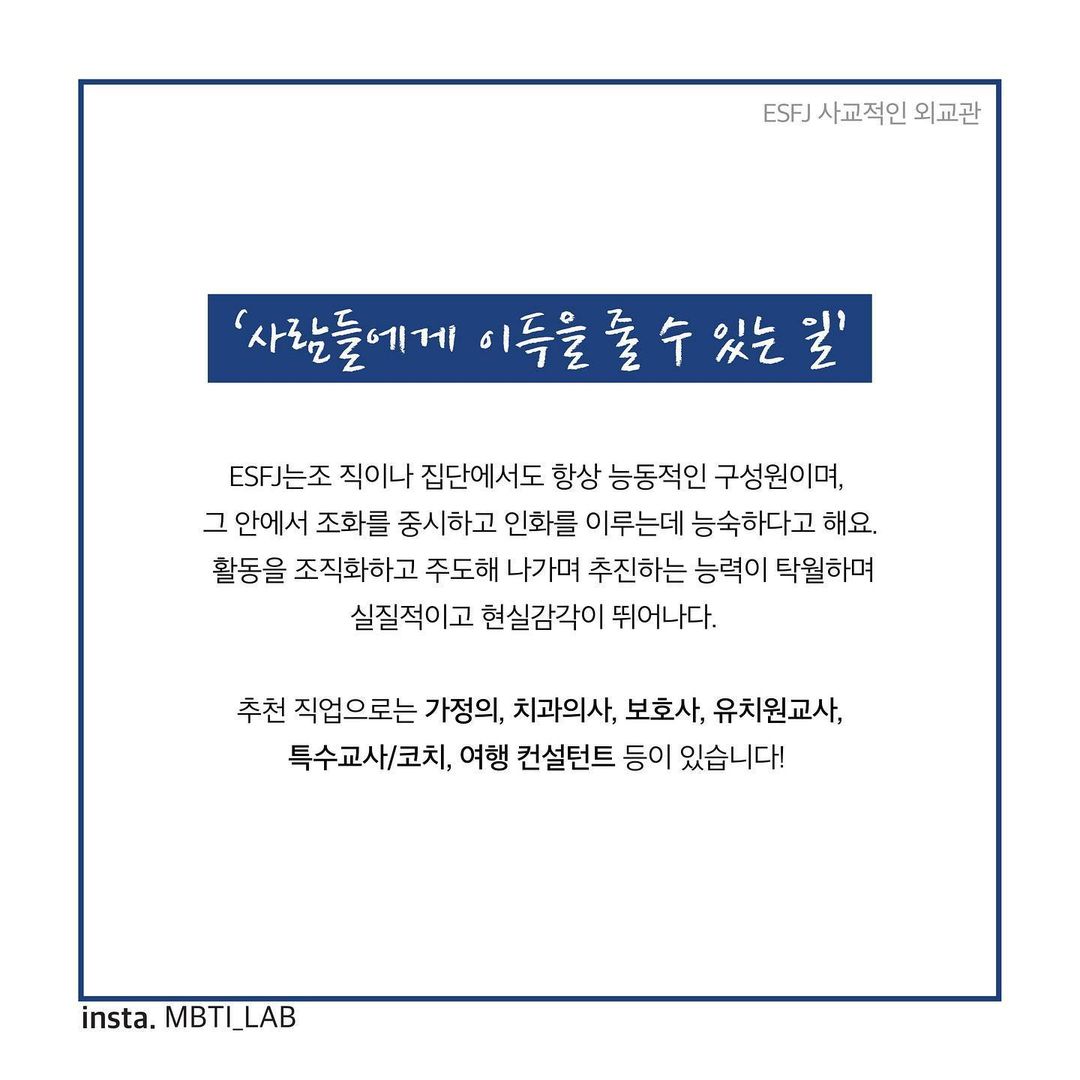 ESFJ 사교적인 외교관
'사람들에게 이득을 줄 수 있는 일'
ESFJ는조 직이나 집단에서도 항상 능동적인 구성원이며,
그 안에서 조화를 중시하고 인화를 이루는데 능숙하다고 해요.
활동을 조직화하고 주도해 나가며 추진하는 능력이 탁월하며
실질적이고 현실감각이 뛰어나다.
추천 직업으로는 가정의, 치과의사, 보호사, 유치원교사,
특수교사/코치, 여행 컨설턴트 등이 있습니다!
insta. MBTI_LAB